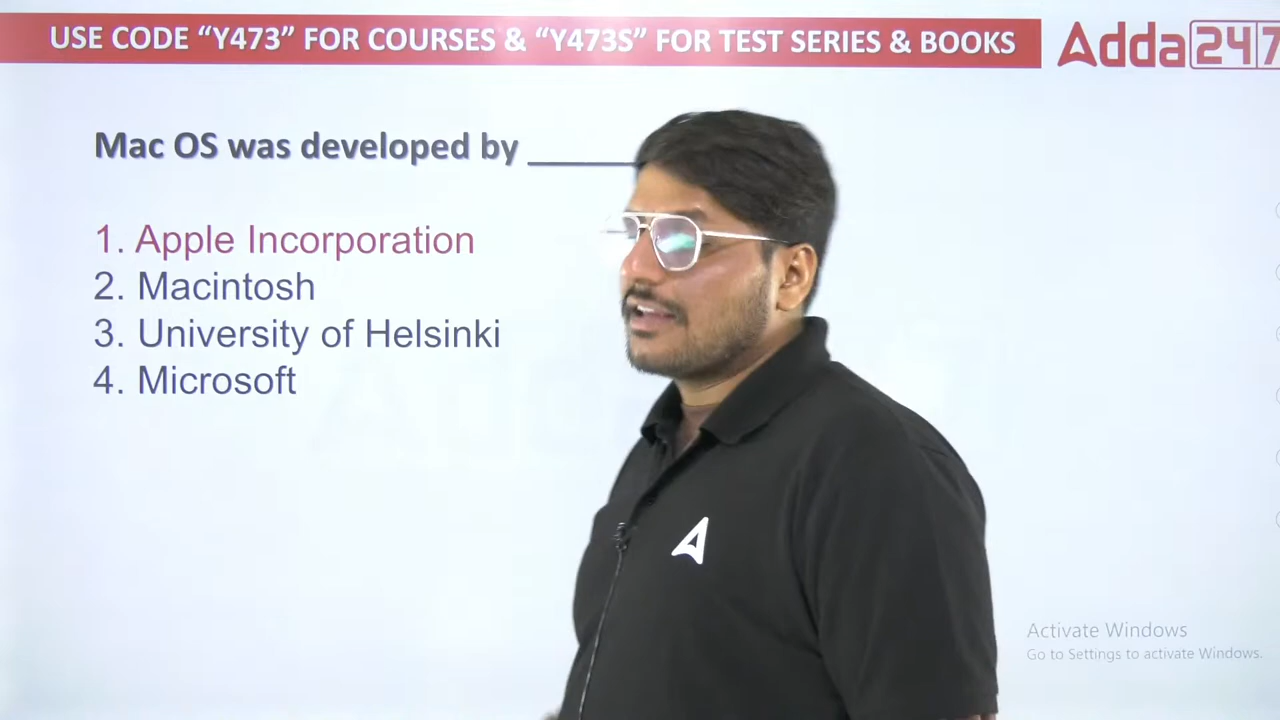 USE CODE “Y473” FOR COURSES & “Y473S” FOR TEST SERIES & BOOKS
Adda247
Mac OS was developed by ______
1. Apple Incorporation
2. Macintosh
3. University of Helsinki
4. Microsoft
Activate Windows
Go to Settings to activate Windows.